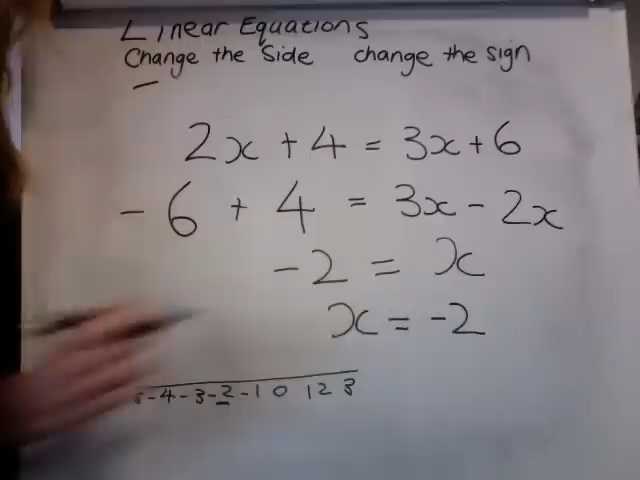 Linear Equations
Change the Side change the sign
2x + 4 = 3x + 6
- 6 + 4 = 3x - 2x
- 2 = x
x = -2
-4 -3 -2 -1 0 1 2 3